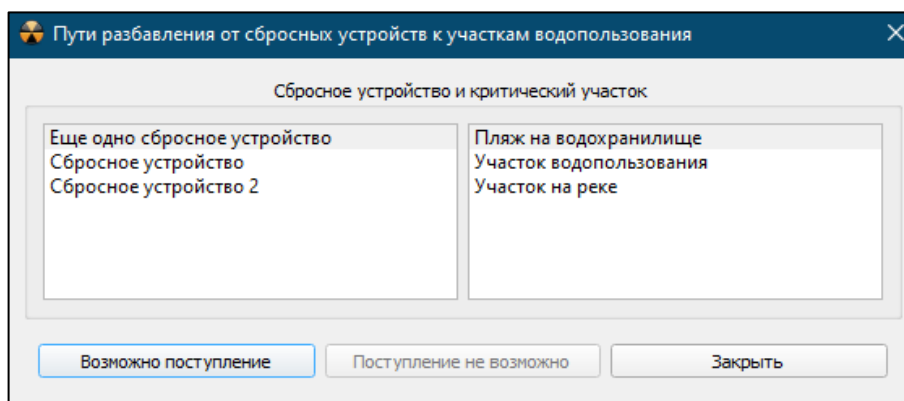 Пути разбавления от сбросных устройств к участкам водопользования
Сбросное устройство и критический участок
Еще одно сбросное устройство
Сбросное устройство
Сбросное устройство 2
Пляж на водохранилище
Участок водопользования
Участок на реке
Возможно поступление
Поступление не возможно
Закрыть